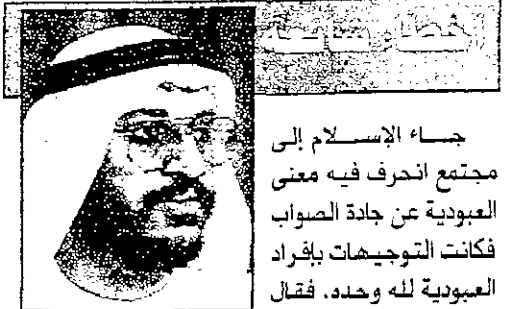 جاء الإسلام إلى
مجتمع انحرف فيه معنى
العبودية عن جادة الصواب
فكانت التوجيهات بإفراد
العبودية لله وحده، فقال